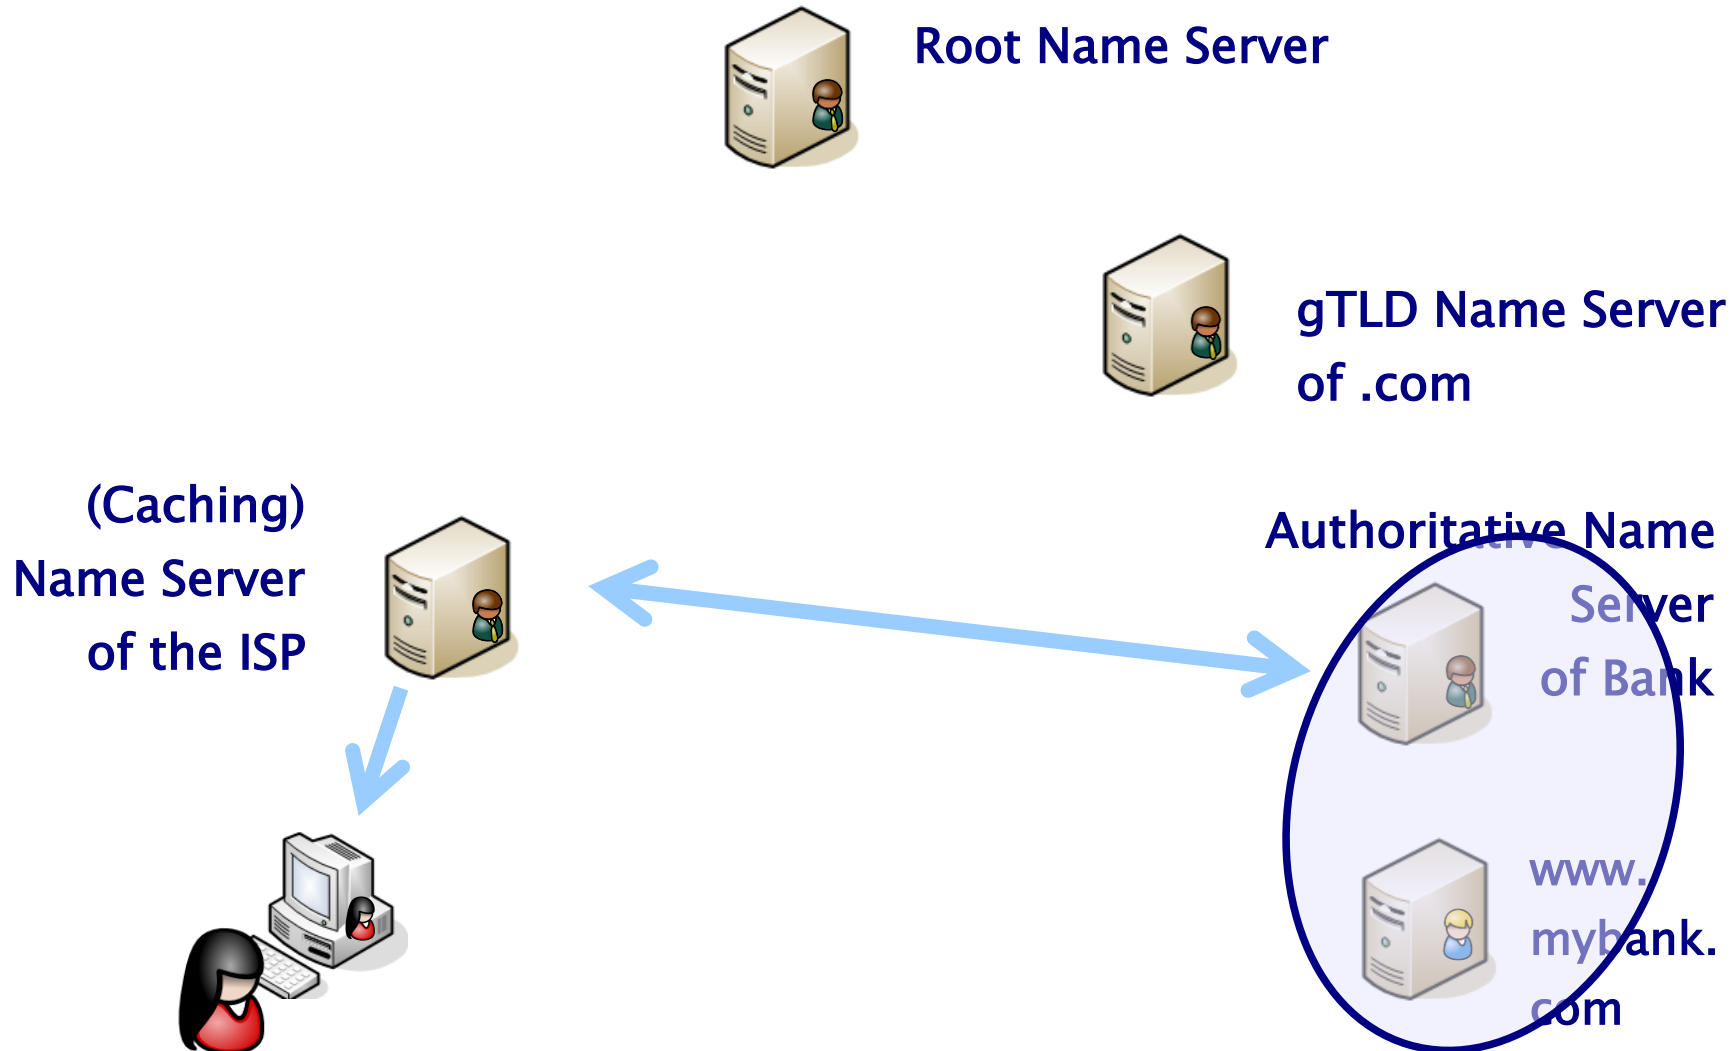 Root Name Server
gTLD Name Server
of .com
(Caching)
Name Server
of the ISP
Authoritative Name
Server
of Bank
www.
mybank.
com